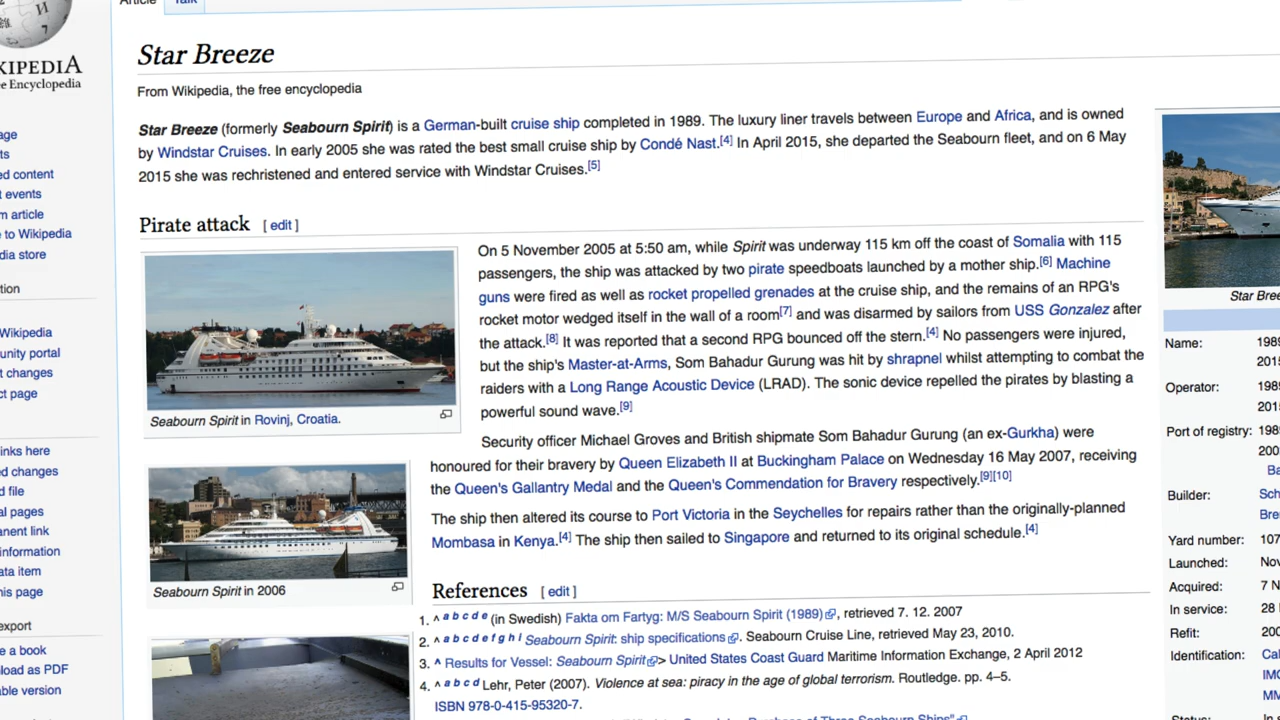 Article
Talk
KIPEDIA
e Encyclopedia
Star Breeze
From Wikipedia, the free encyclopedia
Star Breeze (formerly Seabourn Spirit) is a German-built cruise ship completed in 1989. The luxury liner travels between Europe and Africa, and is owned
by Windstar Cruises. In early 2005 she was rated the best small cruise ship by Condé Nast.[4] In April 2015, she departed the Seabourn fleet, and on 6 May
2015 she was rechristened and entered service with Windstar Cruises.[5]
age
ts
ed content
t events
m article
to Wikipedia
dia store
tion
Wikipedia
unity portal
t changes
ct page
inks here
ed changes
d file
al pages
anent link
information
ata item
his page
export
e a book
load as PDF
able version
Pirate attack [ edit ]
On 5 November 2005 at 5:50 am, while Spirit was underway 115 km off the coast of Somalia with 115
passengers, the ship was attacked by two pirate speedboats launched by a mother ship.[6] Machine
guns were fired as well as rocket propelled grenades at the cruise ship, and the remains of an RPG's
rocket motor wedged itself in the wall of a room[7] and was disarmed by sailors from USS Gonzalez after
the attack.[8] It was reported that a second RPG bounced off the stern.[4] No passengers were injured,
but the ship's Master-at-Arms, Som Bahadur Gurung was hit by shrapnel whilst attempting to combat the
raiders with a Long Range Acoustic Device (LRAD). The sonic device repelled the pirates by blasting a
powerful sound wave.[9]
Seabourn Spirit in Rovinj, Croatia.
Security officer Michael Groves and British shipmate Som Bahadur Gurung (an ex-Gurkha) were
honoured for their bravery by Queen Elizabeth II at Buckingham Palace on Wednesday 16 May 2007, receiving
the Queen's Gallantry Medal and the Queen's Commendation for Bravery respectively.[9][10]
The ship then altered its course to Port Victoria in the Seychelles for repairs rather than the originally-planned
Mombasa in Kenya.[4] The ship then sailed to Singapore and returned to its original schedule.[4]
Seabourn Spirit in 2006
References [ edit ]
1. ^ a b c d e (in Swedish) Fakta om Fartyg: M/S Seabourn Spirit (1989), retrieved 7. 12. 2007
2. ^ a b c d e f g h i Seabourn Spirit: ship specifications. Seabourn Cruise Line, retrieved May 23, 2010.
3. ^ Results for Vessel: Seabourn Spirit> United States Coast Guard Maritime Information Exchange, 2 April 2012
4. ^ a b c d Lehr, Peter (2007). Violence at sea: piracy in the age of global terrorism. Routledge. pp. 4–5.
ISBN 978-0-415-95320-7.
Purchase of Three Seabourn Ships"
Star Bree
Name: 1989
2015
Operator: 1989
2015
Port of registry: 198
200
Ba
Builder: Sch
Bre
Yard number: 107
Launched: Nov
Acquired: 7 N
In service: 28
Refit: 200
Identification: Cal
IMO
MM
Status: In